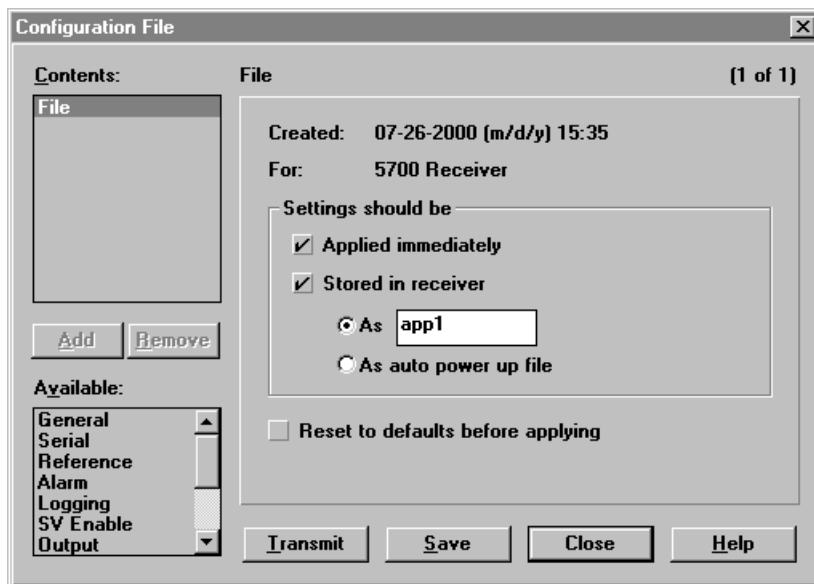 Configuration File
Contents:
File
Add
Remove
Available:
General
Serial
Reference
Alarm
Logging
SV Enable
Output
File
(1 of 1)
Created: 07-26-2000 (m/d/y) 15:35
For: 5700 Receiver
Settings should be
Applied immediately
Stored in receiver
As app1
As auto power up file
Reset to defaults before applying
Transmit
Save
Close
Help